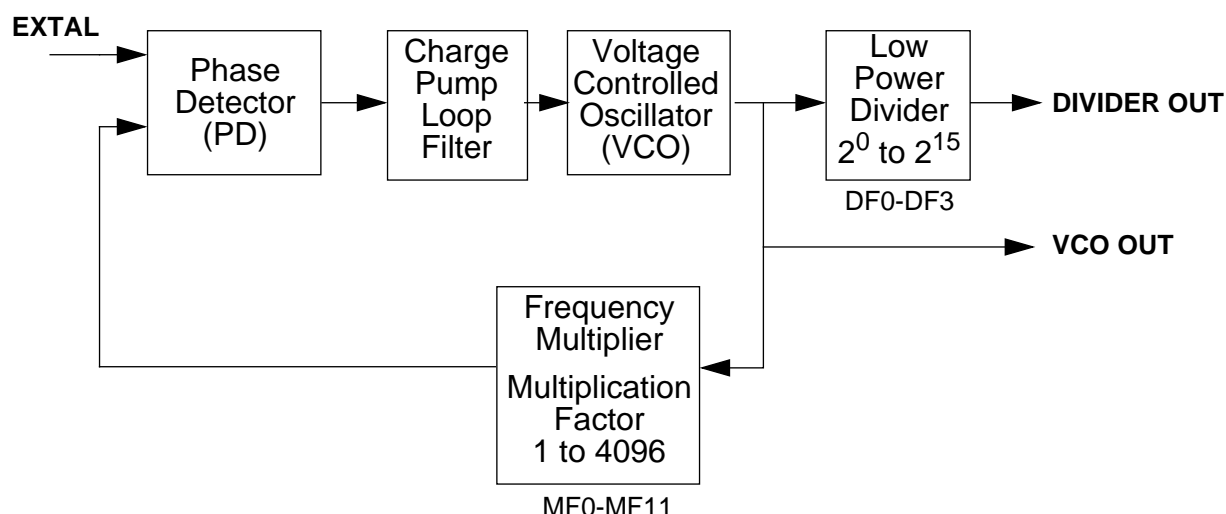 EXTAL
Phase
Detector
(PD)
Charge
Pump
Loop
Filter
Voltage
Controlled
Oscillator
(VCO)
Low
Power
Divider
2^0 to 2^15
DF0-DF3
DIVIDER OUT
VCO OUT
Frequency
Multiplier
Multiplication
Factor
1 to 4096
MF0-MF11